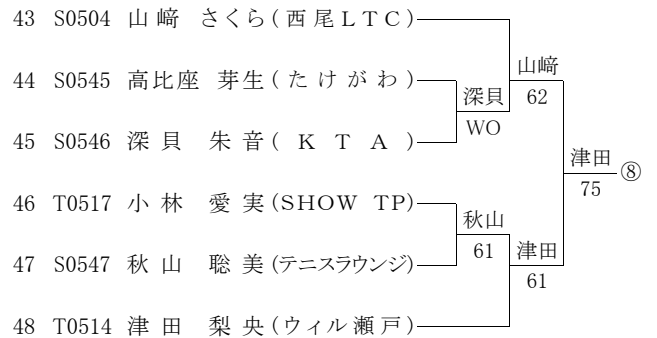 43 S0504 山﨑 さくら(西尾LTC)
山﨑
44 S0545 高比座 芽生(たけがわ)
深貝 62
WO
45 S0546 深貝 朱音(KTA)
津田 ⑧
75
46 T0517 小林 愛実(SHOW TP)
秋山
61 津田
47 S0547 秋山 聡美(テニスラウンジ)
61
48 T0514 津田 梨央(ウィル瀬戸)